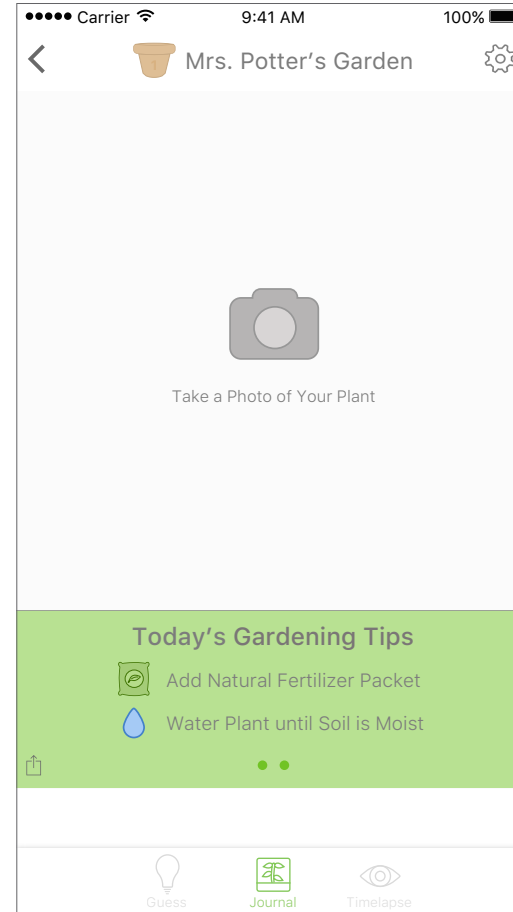 Carrier 9:41 AM 100%
1 Mrs. Potter’s Garden
Take a Photo of Your Plant
Today’s Gardening Tips
Add Natural Fertilizer Packet
Water Plant until Soil is Moist
Guess Journal Timelapse